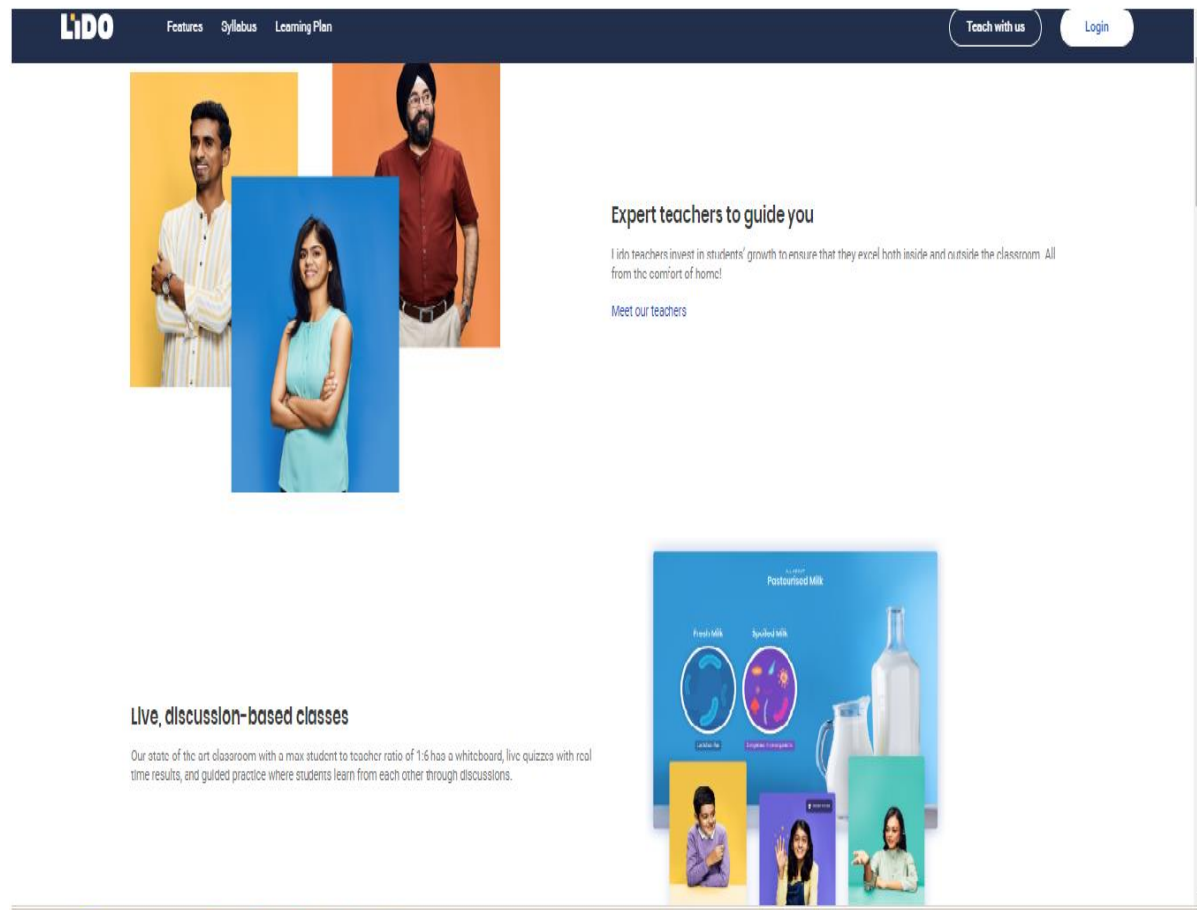 LiDO
Features Syllabus Learning Plan
Teach with us
Login
Expert teachers to guide you
Lido teachers invest in students' growth to ensure that they excel both inside and outside the classroom. All
from the comfort of home!
Meet our teachers
Pasteurised Milk
Fresh Milk Spoiled Milk
Live, discussion-based classes
Our state of the art classroom with a max student to teacher ratio of 1:6 has a whiteboard, live quizzes with real
time results, and guided practice where students learn from each other through discussions.